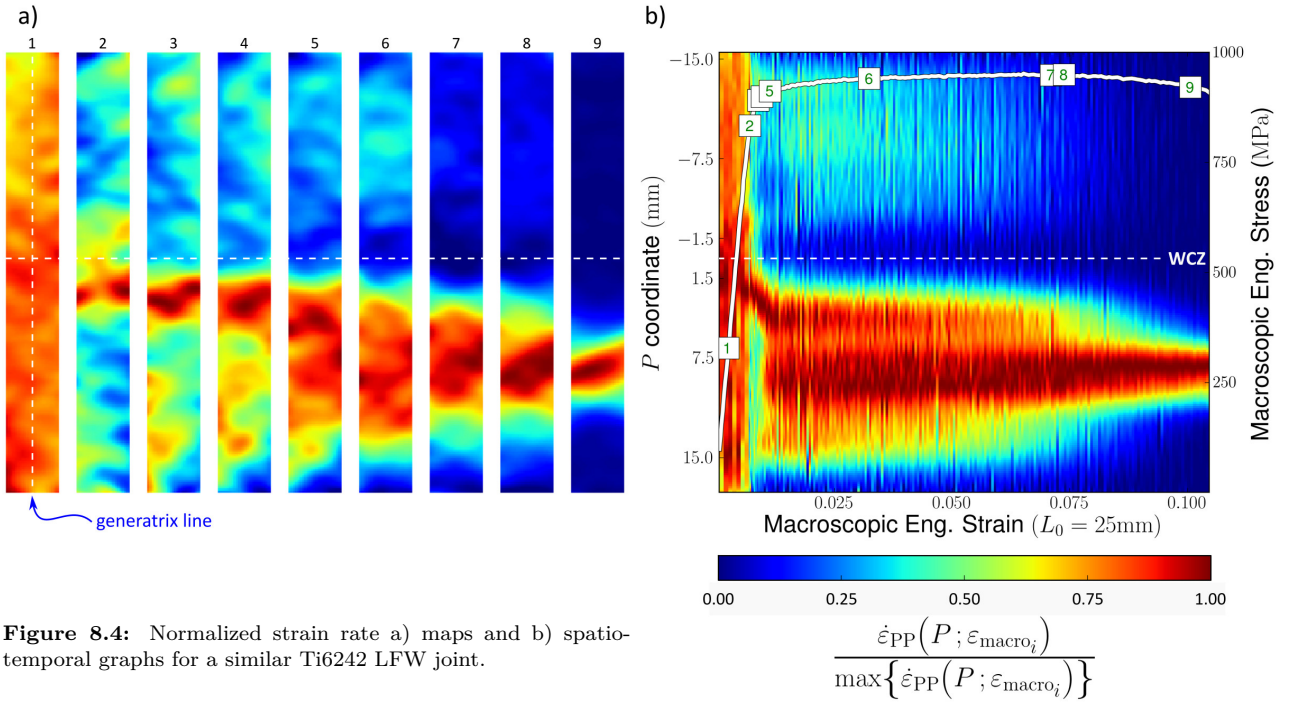 a)
1 2 3 4 5 6 7 8 9
generatrix line
b)
P coordinate (mm)
−15.0
−7.5
−1.5
1.5
7.5
15.0
1
2
5
6
7
8
9
WCZ
1000
750
500
250
Macroscopic Eng. Stress (MPa)
0.025 0.050 0.075 0.100
Macroscopic Eng. Strain (L₀ = 25mm)
0.00 0.25 0.50 0.75 1.00
ε̇_PP(P ; ε_macro_i)
max{ε̇_PP(P ; ε_macro_i)}
Figure 8.4: Normalized strain rate a) maps and b) spatio-
temporal graphs for a similar Ti6242 LFW joint.